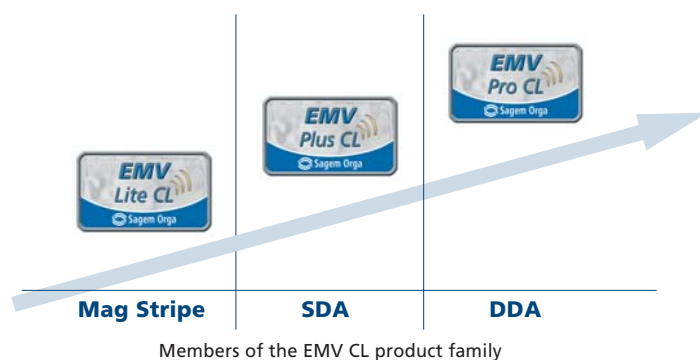 EMV
Pro CL
Sagem Orga
EMV
Plus CL
Sagem Orga
EMV
Lite CL
Sagem Orga
Mag Stripe SDA DDA
Members of the EMV CL product family